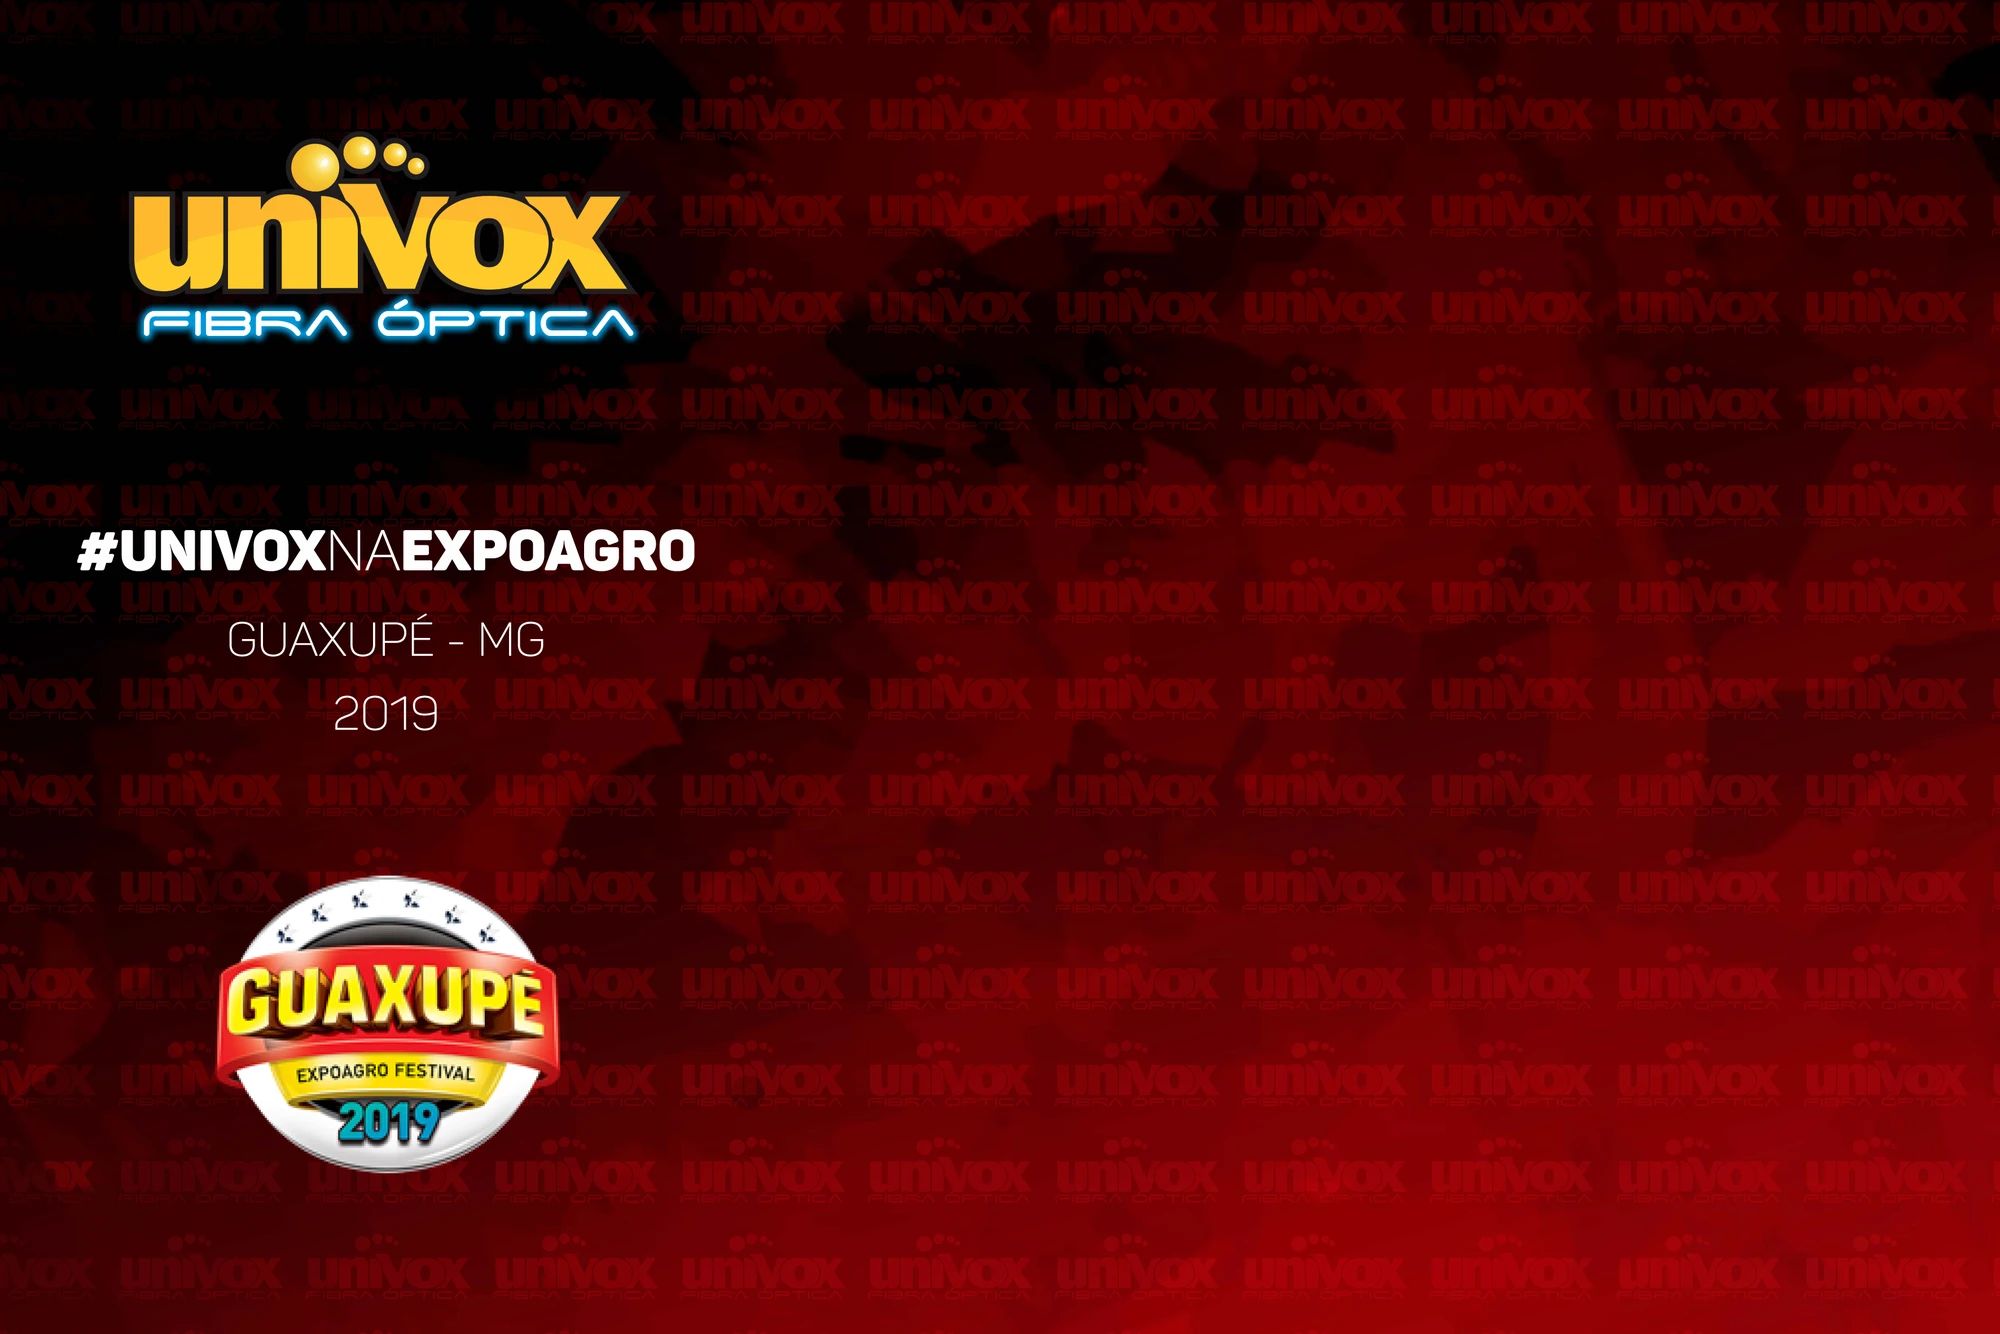 univox
FIBRA ÓPTICA
#UNIVOXNAEXPOAGRO
GUAXUPÉ - MG
2019
GUAXUPÉ
EXPOAGRO FESTIVAL
2019